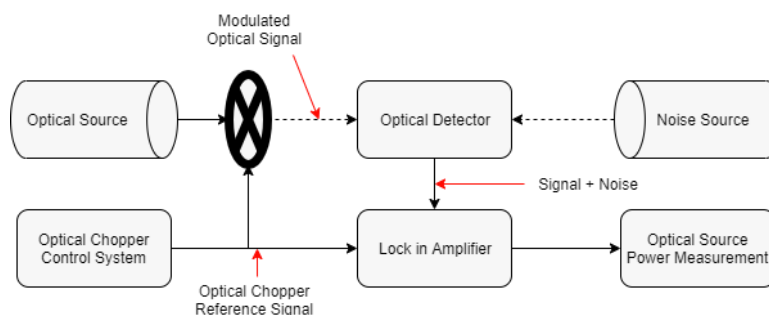 Modulated
Optical Signal
Optical Source
Optical Detector
Noise Source
Signal + Noise
Optical Chopper
Control System
Lock in Amplifier
Optical Source
Power Measurement
Optical Chopper
Reference Signal